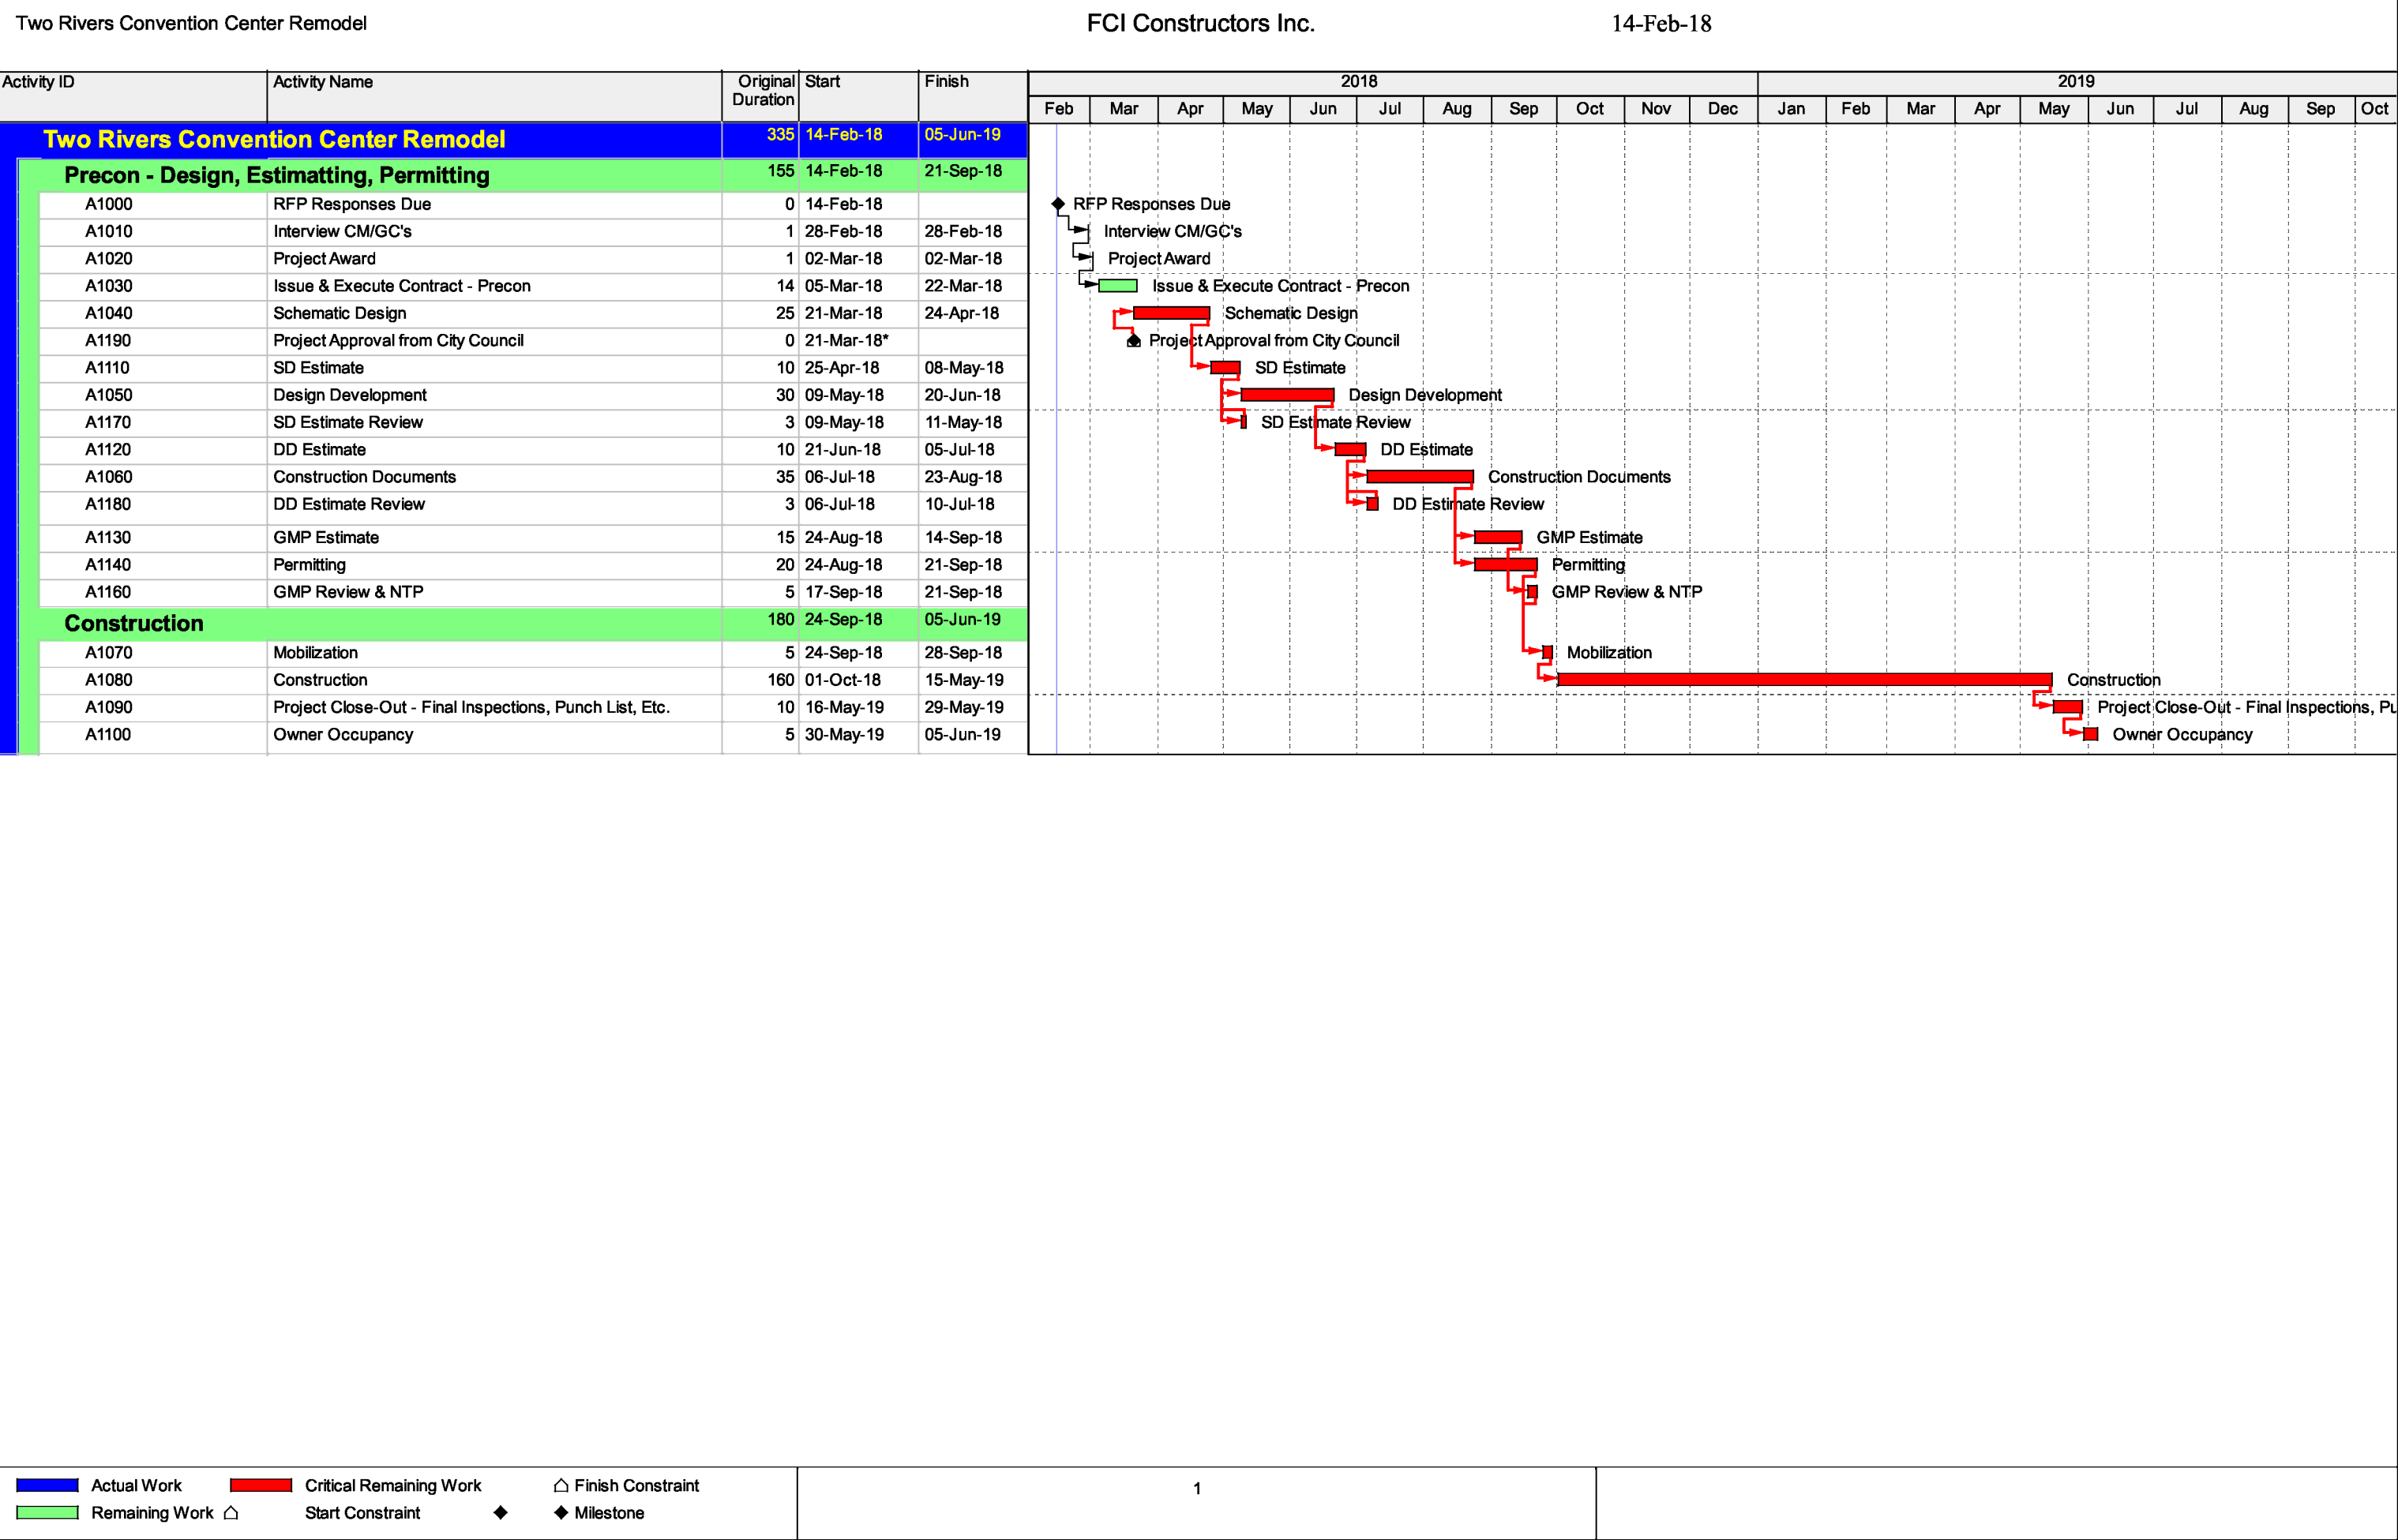 Two Rivers Convention Center Remodel FCI Constructors Inc. 14-Feb-18
Activity ID Activity Name Original Duration Start Finish 2018 2019
Feb Mar Apr May Jun Jul Aug Sep Oct Nov Dec Jan Feb Mar Apr May Jun Jul Aug Sep Oct
Two Rivers Convention Center Remodel 335 14-Feb-18 05-Jun-19
Precon - Design, Estimatting, Permitting 155 14-Feb-18 21-Sep-18
A1000 RFP Responses Due 0 14-Feb-18 RFP Responses Due
A1010 Interview CM/GC's 1 28-Feb-18 28-Feb-18 Interview CM/GC's
A1020 Project Award 1 02-Mar-18 02-Mar-18 Project Award
A1030 Issue & Execute Contract - Precon 14 05-Mar-18 22-Mar-18 Issue & Execute Contract - Precon
A1040 Schematic Design 25 21-Mar-18 24-Apr-18 Schematic Design
A1190 Project Approval from City Council 0 21-Mar-18* Project Approval from City Council
A1110 SD Estimate 10 25-Apr-18 08-May-18 SD Estimate
A1050 Design Development 30 09-May-18 20-Jun-18 Design Development
A1170 SD Estimate Review 3 09-May-18 11-May-18 SD Estimate Review
A1120 DD Estimate 10 21-Jun-18 05-Jul-18 DD Estimate
A1060 Construction Documents 35 06-Jul-18 23-Aug-18 Construction Documents
A1180 DD Estimate Review 3 06-Jul-18 10-Jul-18 DD Estimate Review
A1130 GMP Estimate 15 24-Aug-18 14-Sep-18 GMP Estimate
A1140 Permitting 20 24-Aug-18 21-Sep-18 Permitting
A1160 GMP Review & NTP 5 17-Sep-18 21-Sep-18 GMP Review & NTP
Construction 180 24-Sep-18 05-Jun-19
A1070 Mobilization 5 24-Sep-18 28-Sep-18 Mobilization
A1080 Construction 160 01-Oct-18 15-May-19 Construction
A1090 Project Close-Out - Final Inspections, Punch List, Etc. 10 16-May-19 29-May-19 Project Close-Out - Final Inspections, Pu
A1100 Owner Occupancy 5 30-May-19 05-Jun-19 Owner Occupancy
Actual Work Critical Remaining Work Finish Constraint 1
Remaining Work Start Constraint Milestone